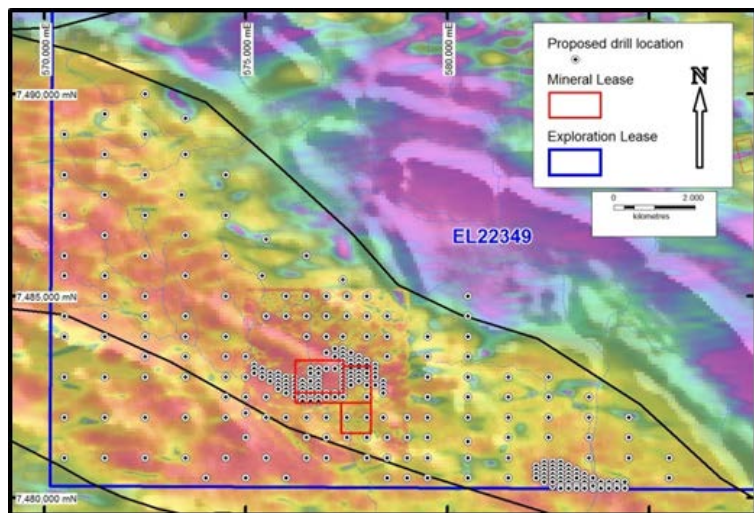 570,000 mE
575,000 mE
580,000 mE
Proposed drill location
Mineral Lease
N
Exploration Lease
0 2,000
kilometres
7,490,000 mN
EL22349
7,485,000 mN
7,480,000 mN